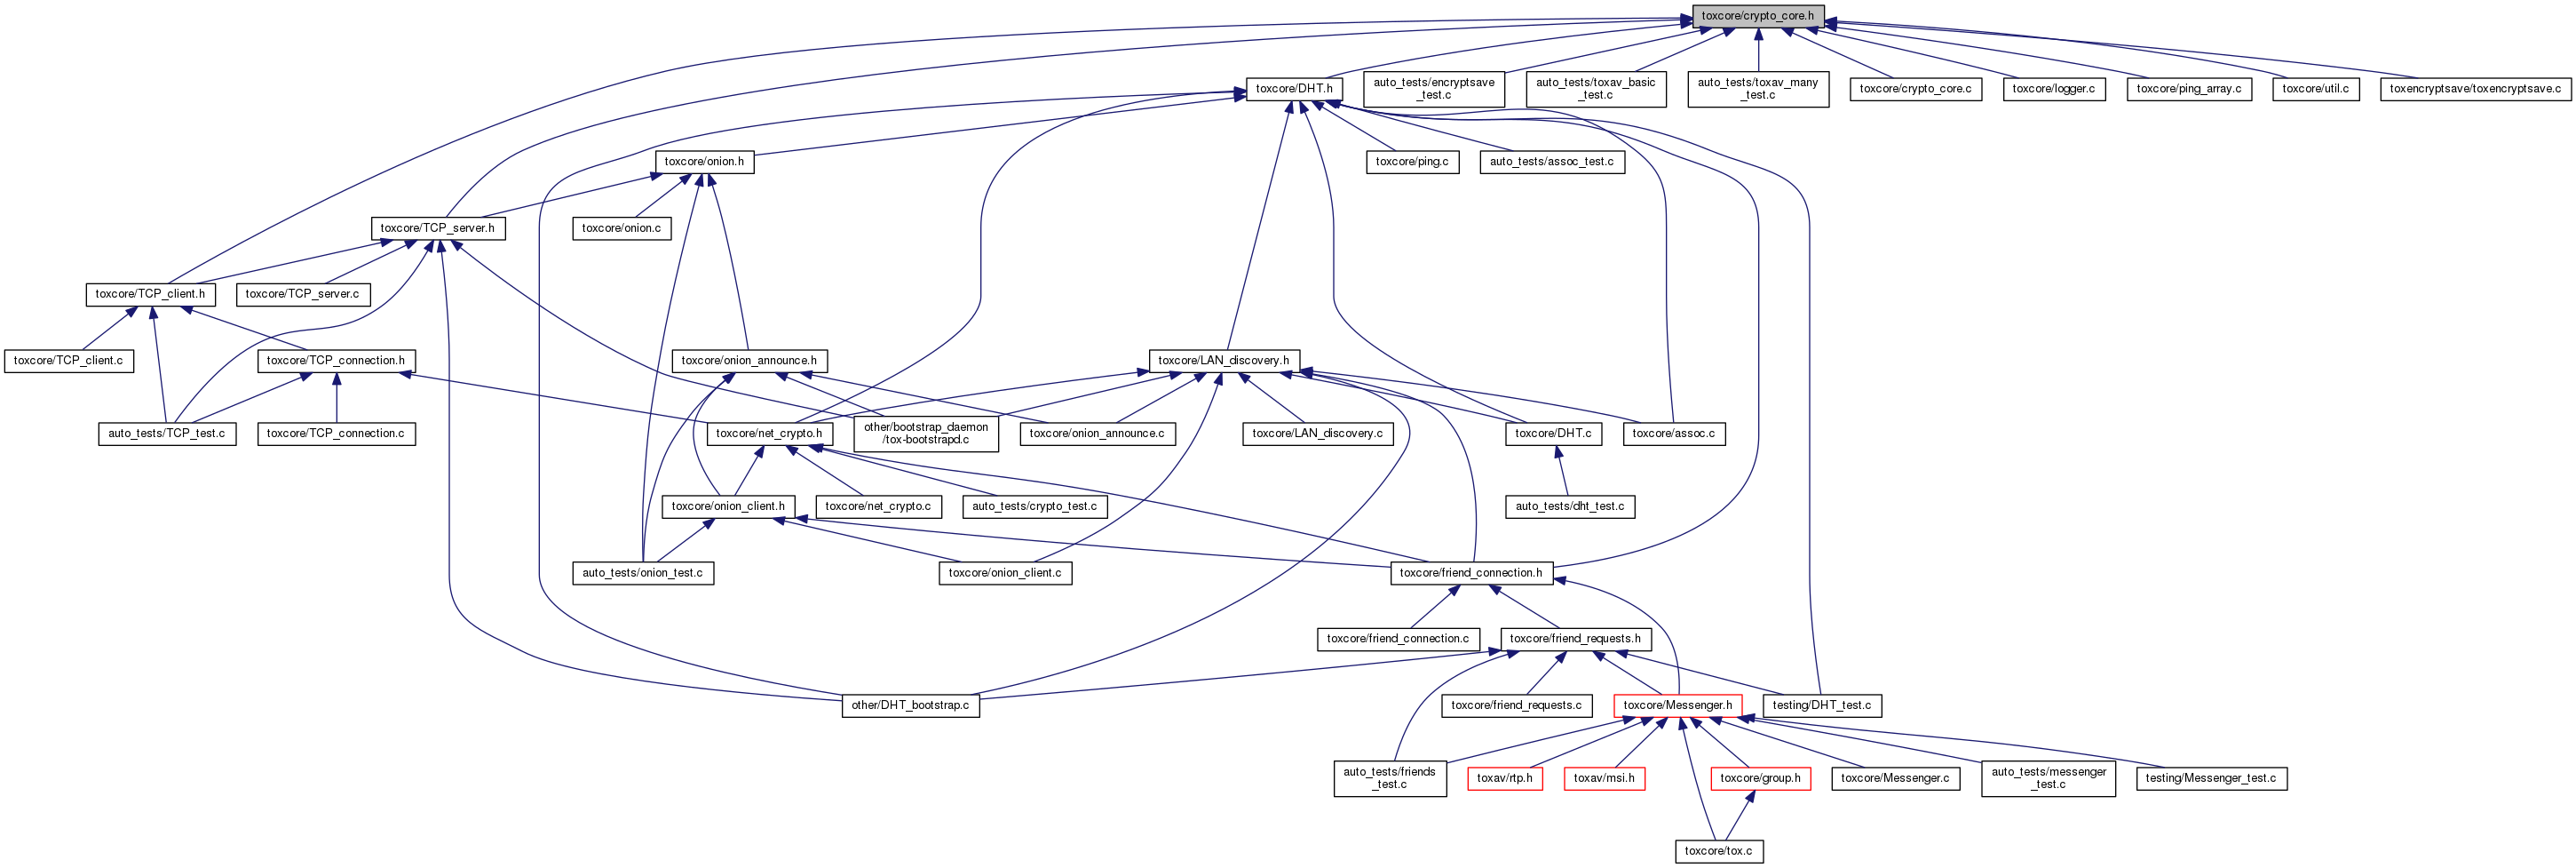 toxcore/crypto_core.h
toxcore/DHT.h
auto_tests/encryptsave
_test.c
auto_tests/toxav_basic
_test.c
auto_tests/toxav_many
_test.c
toxcore/crypto_core.c
toxcore/logger.c
toxcore/ping_array.c
toxcore/util.c
toxencryptsave/toxencryptsave.c
toxcore/onion.h
toxcore/ping.c
auto_tests/assoc_test.c
toxcore/TCP_server.h
toxcore/onion.c
toxcore/TCP_client.h
toxcore/TCP_server.c
toxcore/TCP_client.c
toxcore/TCP_connection.h
toxcore/onion_announce.h
toxcore/LAN_discovery.h
auto_tests/TCP_test.c
toxcore/TCP_connection.c
toxcore/net_crypto.h
other/bootstrap_daemon
/tox-bootstrapd.c
toxcore/onion_announce.c
toxcore/LAN_discovery.c
toxcore/DHT.c
toxcore/assoc.c
toxcore/onion_client.h
toxcore/net_crypto.c
auto_tests/crypto_test.c
auto_tests/dht_test.c
auto_tests/onion_test.c
toxcore/onion_client.c
toxcore/friend_connection.h
toxcore/friend_connection.c
toxcore/friend_requests.h
other/DHT_bootstrap.c
toxcore/friend_requests.c
toxcore/Messenger.h
testing/DHT_test.c
auto_tests/friends
_test.c
toxav/rtp.h
toxav/msi.h
toxcore/group.h
toxcore/Messenger.c
auto_tests/messenger
_test.c
testing/Messenger_test.c
toxcore/tox.c